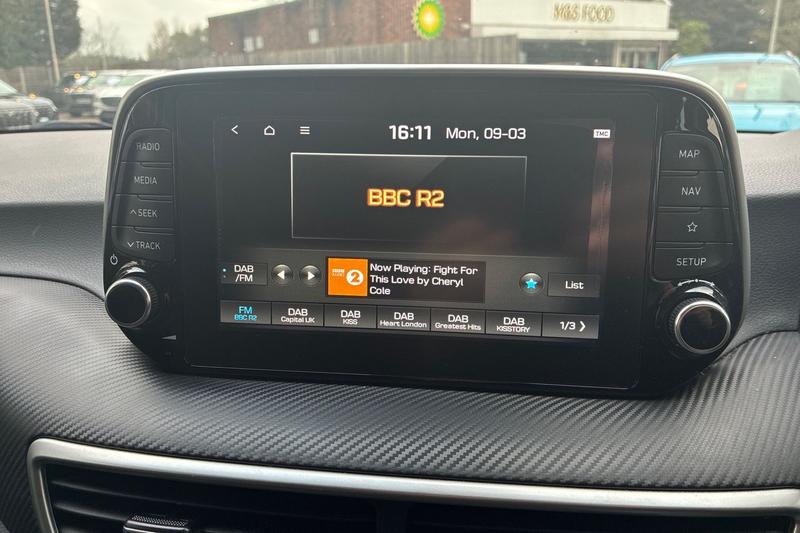 bp
M&S FOOD
RADIO
MEDIA
SEEK
TRACK
16:11 Mon, 09-03
TMC
BBC R2
MAP
NAV
SETUP
DAB
/FM
2
Now Playing: Fight For
This Love by Cheryl
Cole
List
FM
BBC R2
DAB
Capital UK
DAB
KISS
DAB
Heart London
DAB
Greatest Hits
DAB
KISSTORY
1/3